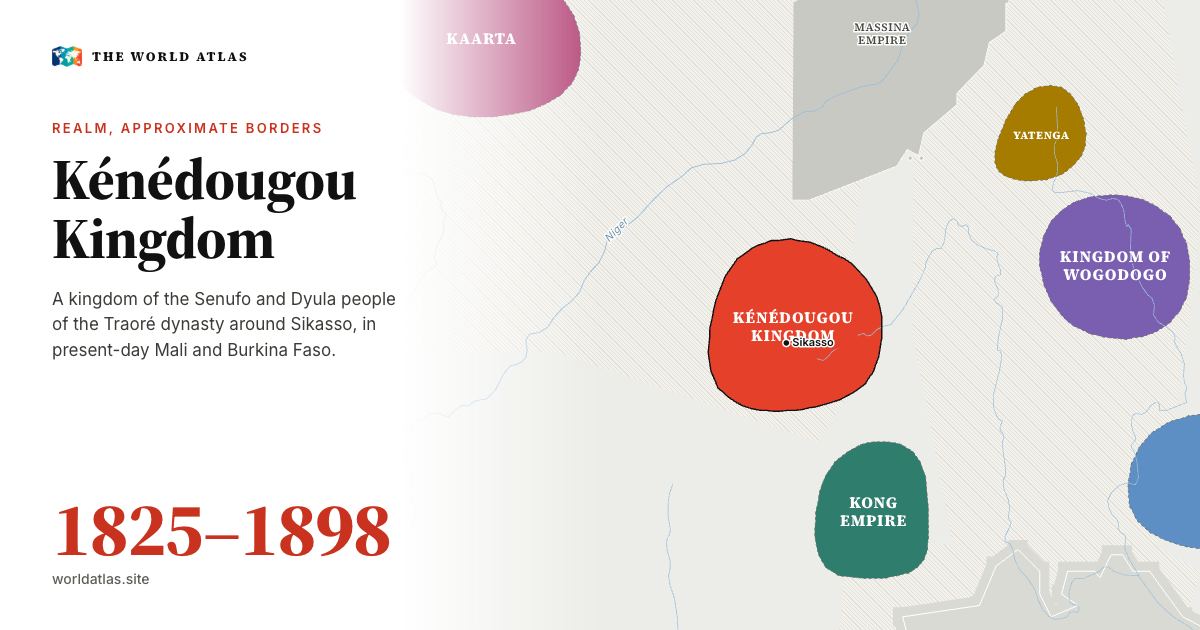 THE WORLD ATLAS
REALM, APPROXIMATE BORDERS
Kénédougou
Kingdom
A kingdom of the Senufo and Dyula people
of the Traoré dynasty around Sikasso, in
present-day Mali and Burkina Faso.
1825–1898
worldatlas.site
KAARTA
MASSINA
EMPIRE
YATENGA
Niger
KINGDOM OF
WOGODOGO
KÉNÉDOUGOU
KINGDOM
Sikasso
KONG
EMPIRE